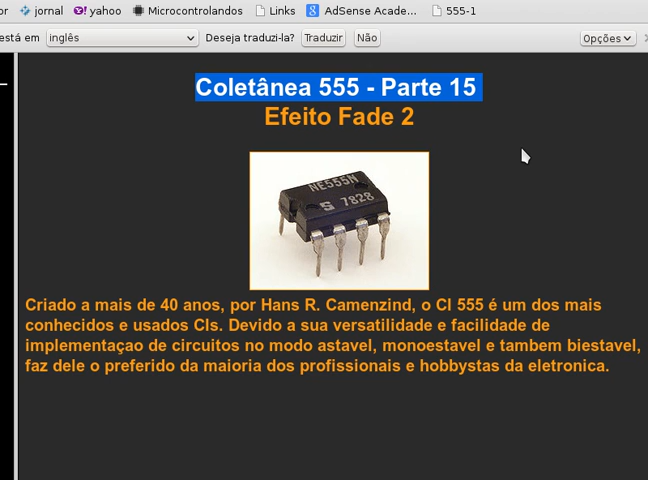 or jornal yahoo Microcontrolandos Links AdSense Acade... 555-1
está em inglês Deseja traduzi-la? Traduzir Não Opções
Coletânea 555 - Parte 15
Efeito Fade 2
NE555N
S 7828
Criado a mais de 40 anos, por Hans R. Camenzind, o CI 555 é um dos mais
conhecidos e usados CIs. Devido a sua versatilidade e facilidade de
implementaçao de circuitos no modo astavel, monoestavel e tambem biestavel,
faz dele o preferido da maioria dos profissionais e hobbystas da eletronica.